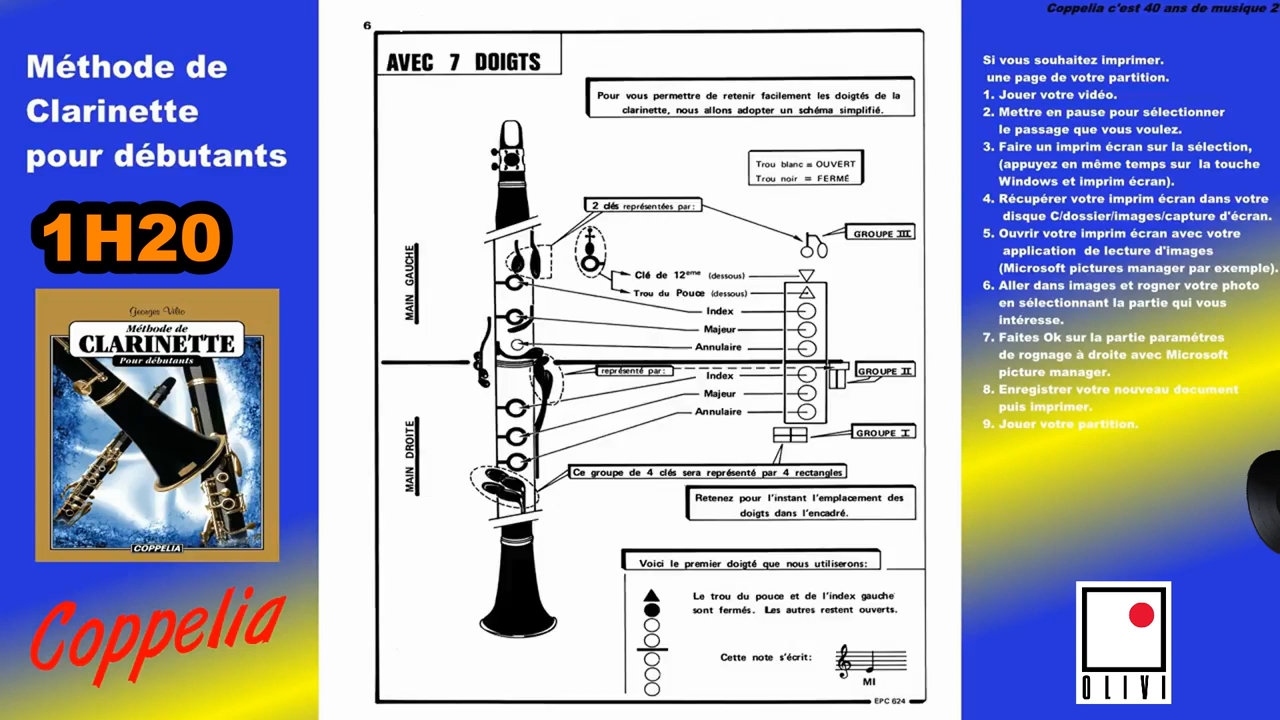 Coppelia c'est 40 ans de musique 2
Méthode de
Clarinette
pour débutants
1H20
Georges Vilio
Méthode de
CLARINETTE
Pour débutants
COPPELIA
Coppelia
6
AVEC 7 DOIGTS
Pour vous permettre de retenir facilement les doigtés de la
clarinette, nous allons adopter un schéma simplifié.
Trou blanc = OUVERT
Trou noir = FERMÉ
2 clés représentées par:
GROUPE III
MAIN GAUCHE
Clé de 12eme (dessous)
Trou du Pouce (dessous)
Index
Majeur
Annulaire
représenté par:
GROUPE II
Index
Majeur
Annulaire
MAIN DROITE
GROUPE I
Ce groupe de 4 clés sera représenté par 4 rectangles
Retenez pour l'instant l'emplacement des
doigts dans l'encadré.
Voici le premier doigté que nous utiliserons:
Le trou du pouce et de l'index gauche
sont fermés. Les autres restent ouverts.
Cette note s'écrit:
MI
EPC 624
Si vous souhaitez imprimer.
une page de votre partition.
1. Jouer votre vidéo.
2. Mettre en pause pour sélectionner
le passage que vous voulez.
3. Faire un imprim écran sur la sélection,
(appuyez en même temps sur la touche
Windows et imprim écran).
4. Récupérer votre imprim écran dans votre
disque C/dossier/images/capture d'écran.
5. Ouvrir votre imprim écran avec votre
application de lecture d'images
(Microsoft pictures manager par exemple).
6. Aller dans images et rogner votre photo
en sélectionnant la partie qui vous
intéresse.
7. Faites Ok sur la partie paramétres
de rognage à droite avec Microsoft
picture manager.
8. Enregistrer votre nouveau document
puis imprimer.
9. Jouer votre partition.
OLIVI